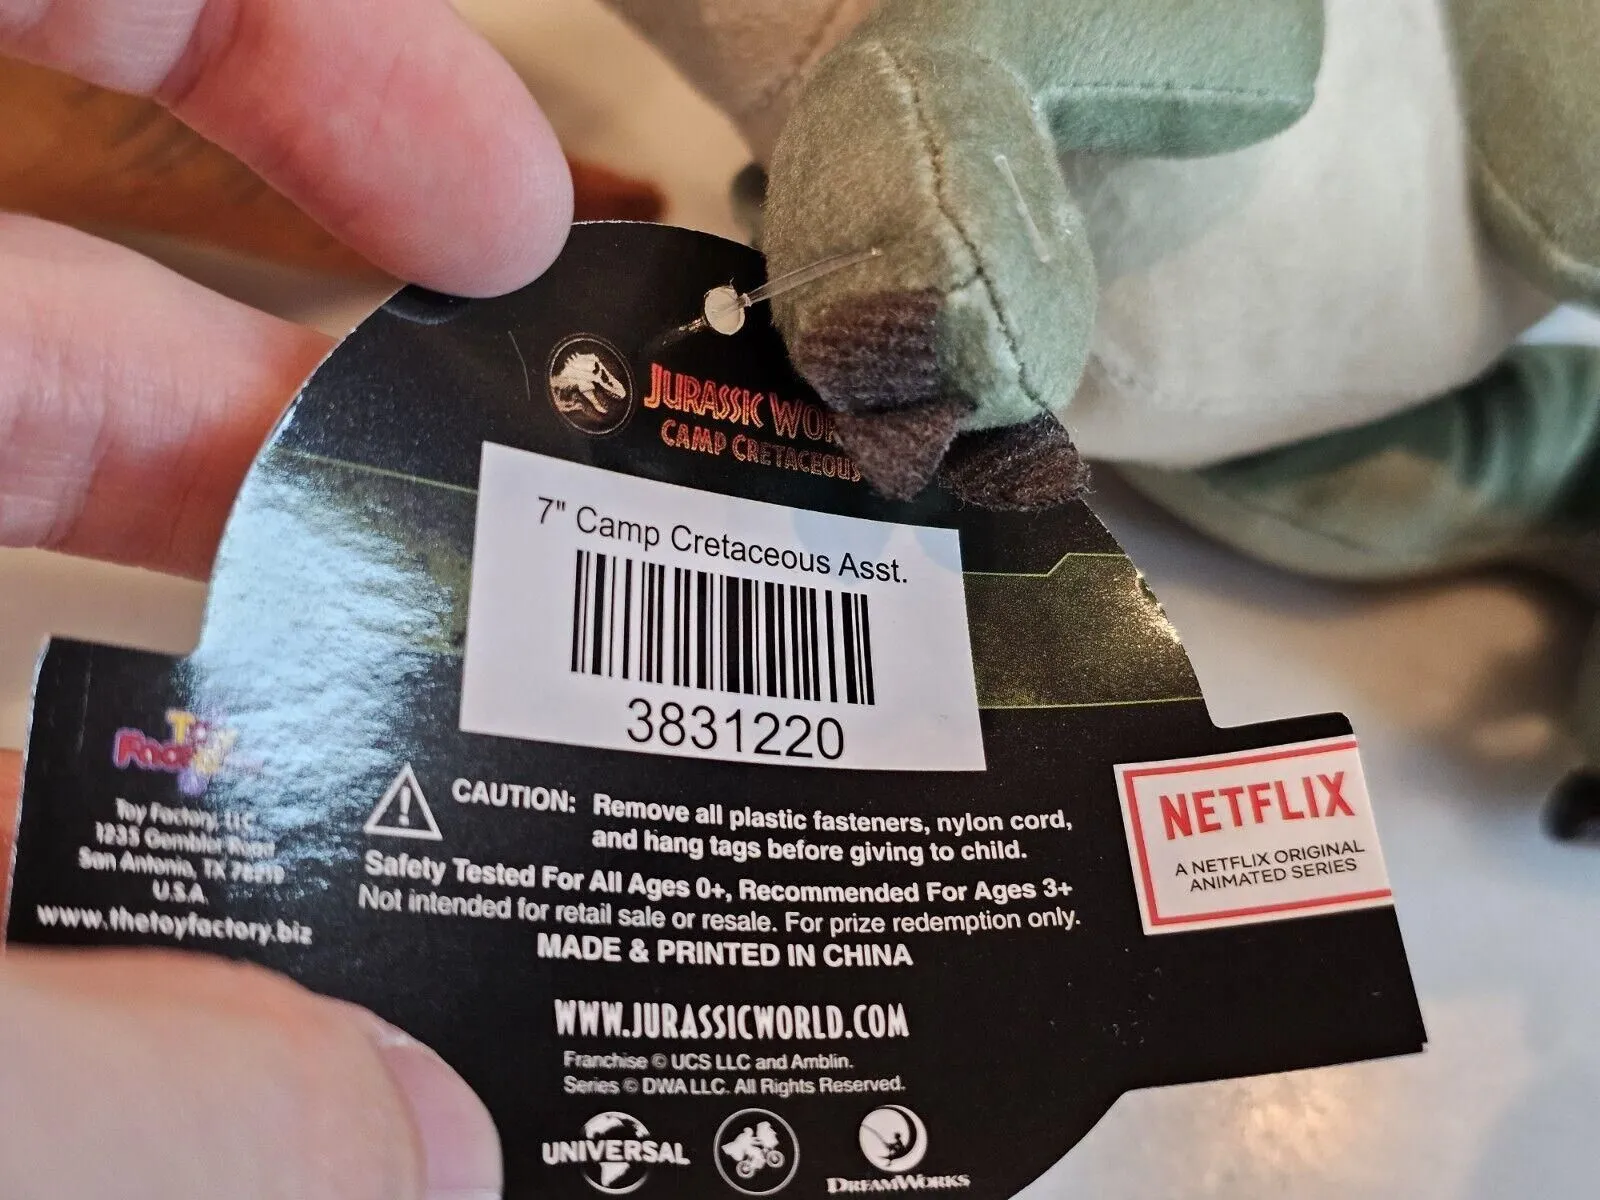 JURASSIC WOR
CAMP CRETACEOUS
7" Camp Cretaceous Asst.
3831220
Toy
Toy Factory, LLC
1235 Gembler Road
San Antonio, TX 78219
U.S.A.
www.thetoyfactory.biz
CAUTION: Remove all plastic fasteners, nylon cord,
and hang tags before giving to child.
Safety Tested For All Ages 0+, Recommended For Ages 3+
Not intended for retail sale or resale. For prize redemption only.
MADE & PRINTED IN CHINA
NETFLIX
A NETFLIX ORIGINAL
ANIMATED SERIES
WWW.JURASSICWORLD.COM
Franchise © UCS LLC and Amblin.
Series © DWA LLC. All Rights Reserved.
UNIVERSAL
DREAMWORKS